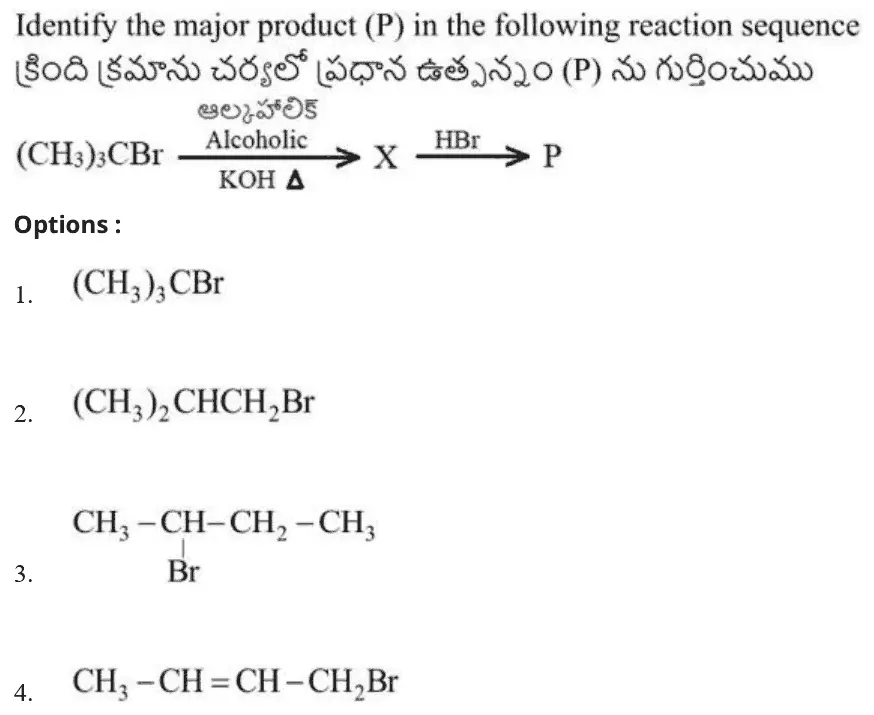 Identify the major product (P) in the following reaction sequence
క్రింది క్రమాను చర్యలో ప్రధాన ఉత్పన్నం (P) ను గుర్తించుము
ఆల్కహాలిక్
Alcoholic
(CH₃)₃CBr → X HBr → P
KOH Δ
Options :
1. (CH₃)₃CBr
2. (CH₃)₂CHCH₂Br
CH₃ – CH – CH₂ – CH₃
|
3. Br
4. CH₃ – CH = CH – CH₂Br